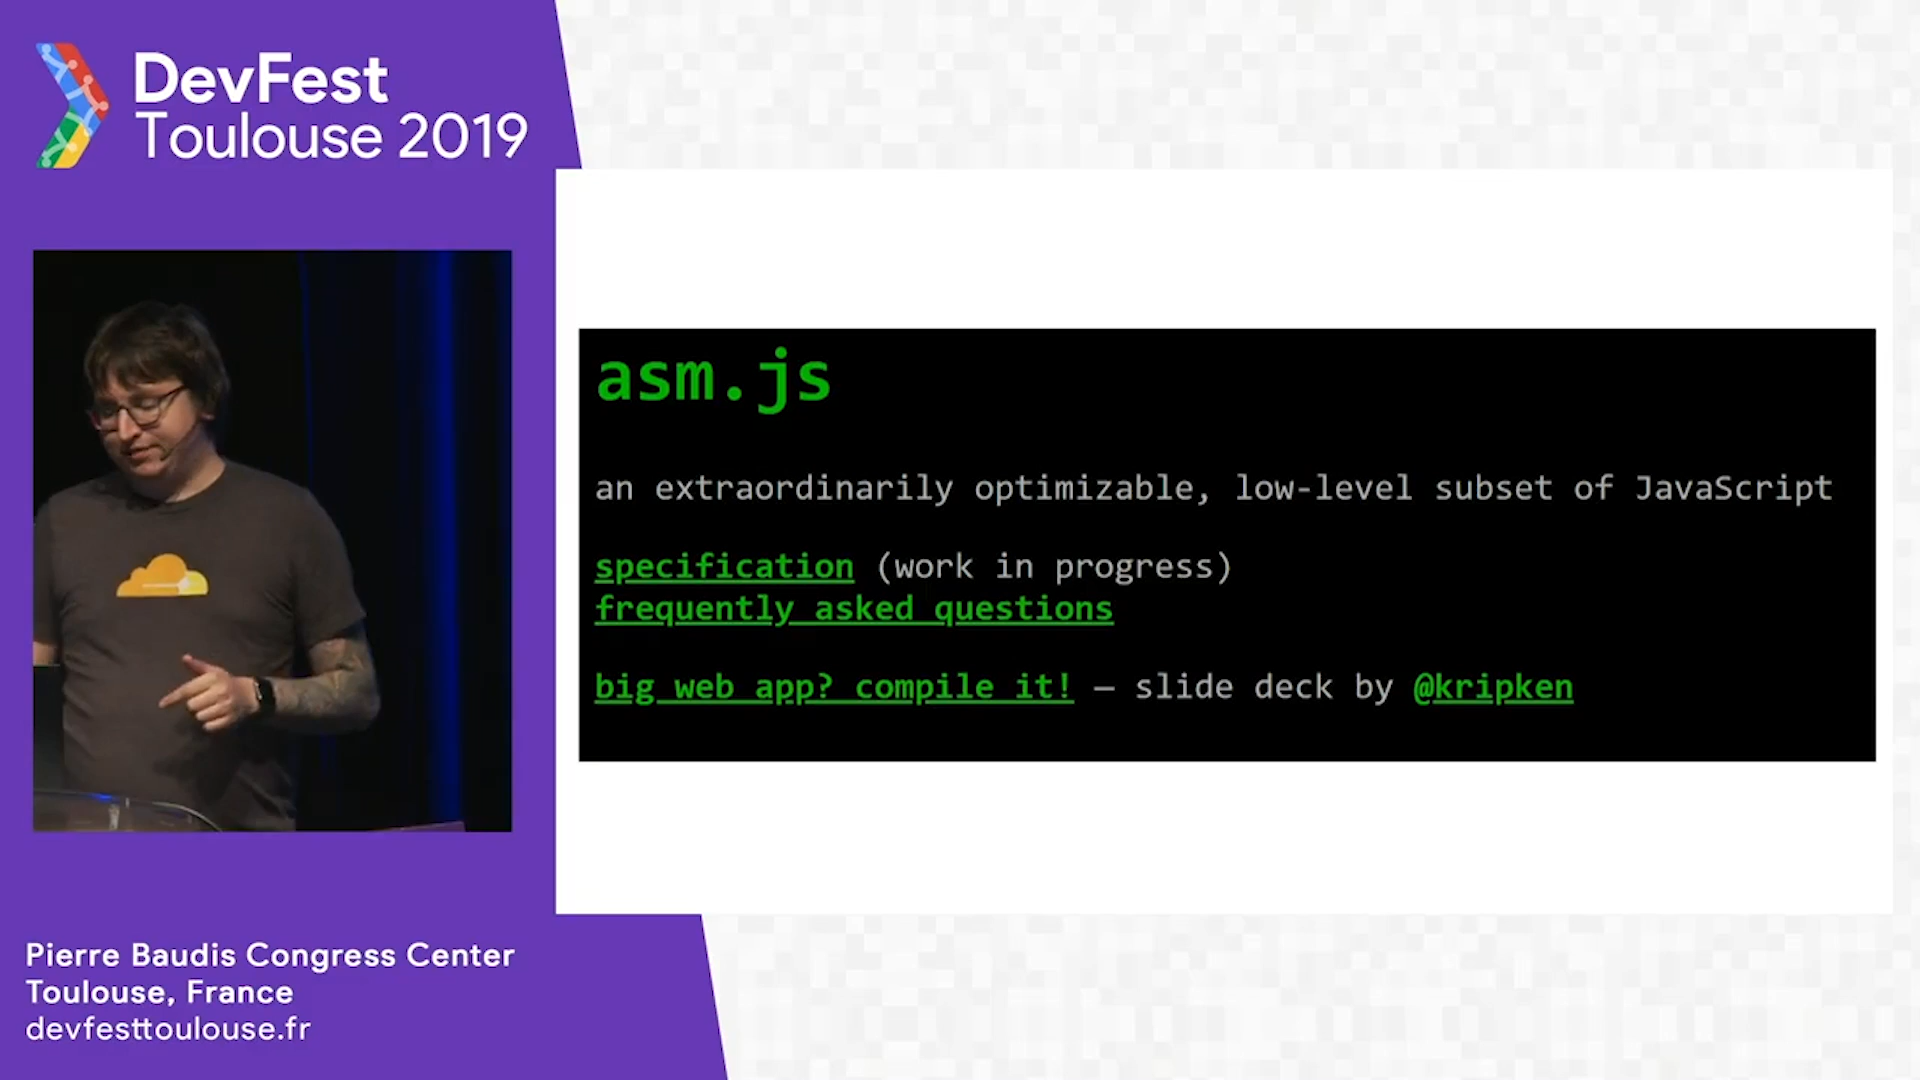 DevFest
Toulouse 2019
asm.js
an extraordinarily optimizable, low-level subset of JavaScript
specification (work in progress)
frequently asked questions
big web app? compile it! — slide deck by @kripken
Pierre Baudis Congress Center
Toulouse, France
devfesttoulouse.fr